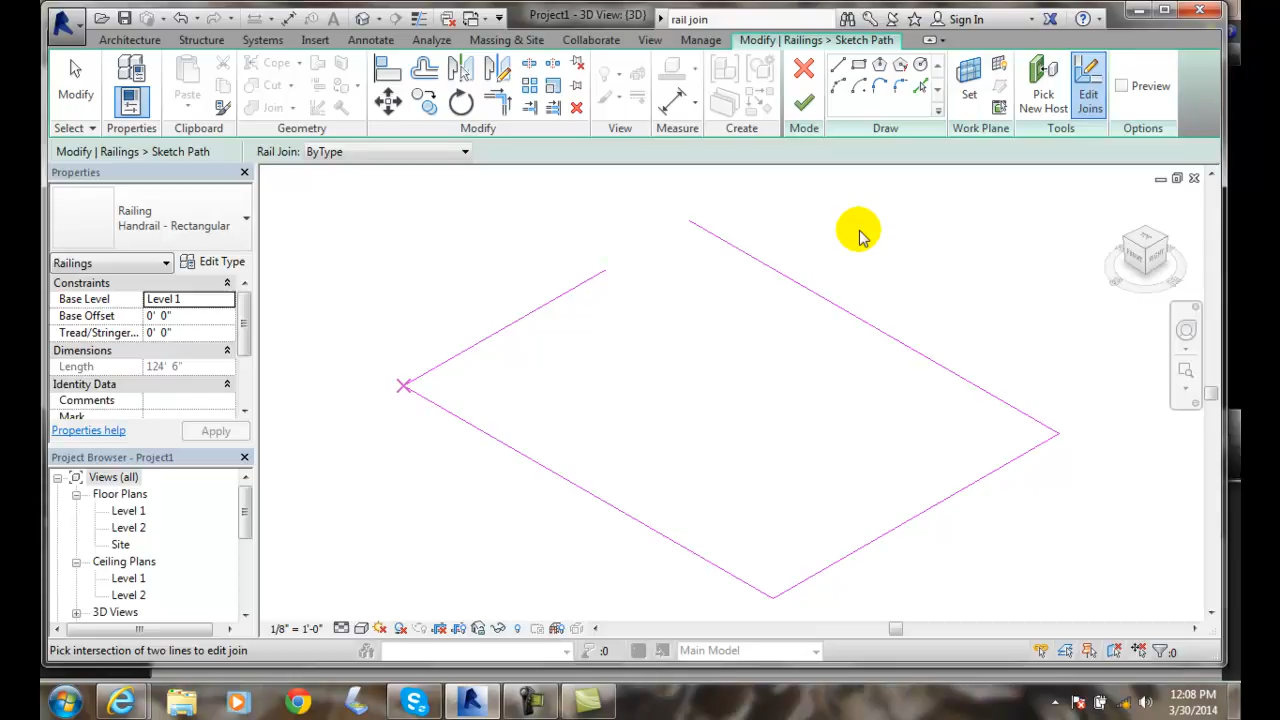 Project1 - 3D View: {3D}
rail join
Sign In
Architecture
Structure
Systems
Insert
Annotate
Analyze
Massing & Site
Collaborate
View
Manage
Modify | Railings > Sketch Path
Modify
Properties
Paste
Cope
Cut
Join
Pick
New Host
Edit
Joins
Set
Preview
Select
Properties
Clipboard
Geometry
Modify
View
Measure
Create
Mode
Draw
Work Plane
Tools
Options
Modify | Railings > Sketch Path
Rail Join:
ByType
Properties
Railing
Handrail - Rectangular
Railings
Edit Type
Constraints
Base Level
Level 1
Base Offset
0' 0"
Tread/Stringer...
0' 0"
Dimensions
Length
124' 6"
Identity Data
Comments
Mark
Properties help
Apply
Project Browser - Project1
Views (all)
Floor Plans
Level 1
Level 2
Site
Ceiling Plans
Level 1
Level 2
3D Views
TOP
FRONT
RIGHT
1/8" = 1'-0"
Pick intersection of two lines to edit join
:0
Main Model
:0
12:08 PM
3/30/2014